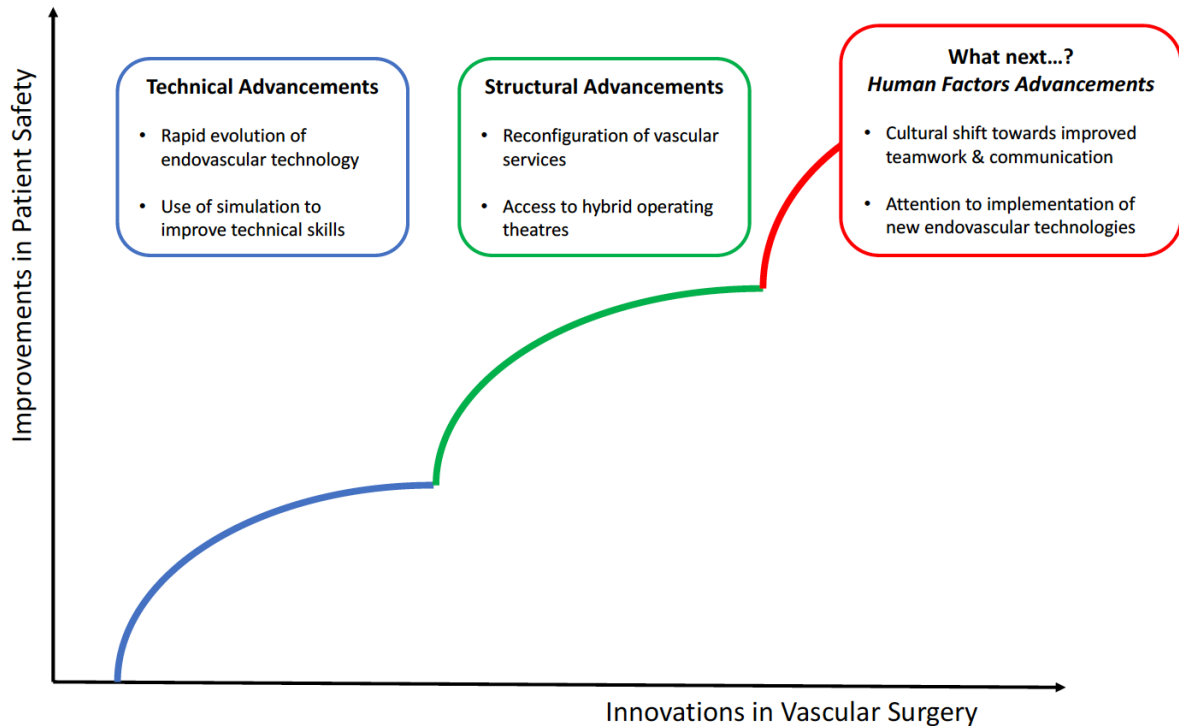 Improvements in Patient Safety
Technical Advancements
• Rapid evolution of
endovascular technology
• Use of simulation to
improve technical skills
Structural Advancements
• Reconfiguration of vascular
services
• Access to hybrid operating
theatres
What next...?
Human Factors Advancements
• Cultural shift towards improved
teamwork & communication
• Attention to implementation of
new endovascular technologies
Innovations in Vascular Surgery